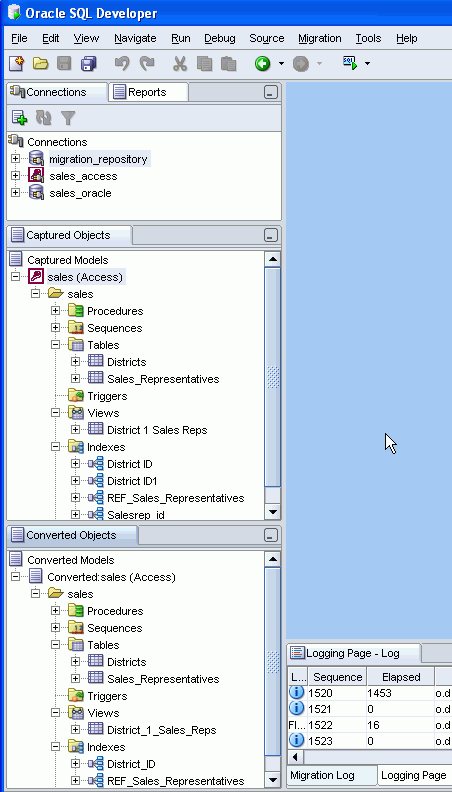 Oracle SQL Developer
File Edit View Navigate Run Debug Source Migration Tools Help
SQL
Connections Reports
Connections
migration_repository
sales_access
sales_oracle
Captured Objects
Captured Models
sales (Access)
sales
Procedures
Sequences
Tables
Districts
Sales_Representatives
Triggers
Views
District 1 Sales Reps
Indexes
District ID
District ID1
REF_Sales_Representatives
Salesrep_id
Converted Objects
Converted Models
Converted:sales (Access)
sales
Procedures
Sequences
Tables
Districts
Sales_Representatives
Triggers
Views
District_1_Sales_Reps
Indexes
District_ID
REF_Sales_Representatives
Logging Page - Log
L... Sequence Elapsed
1520 1453 o.d
1521 0 o.d
FI... 1522 16 o.d
1523 0 o.d
Migration Log Logging Page